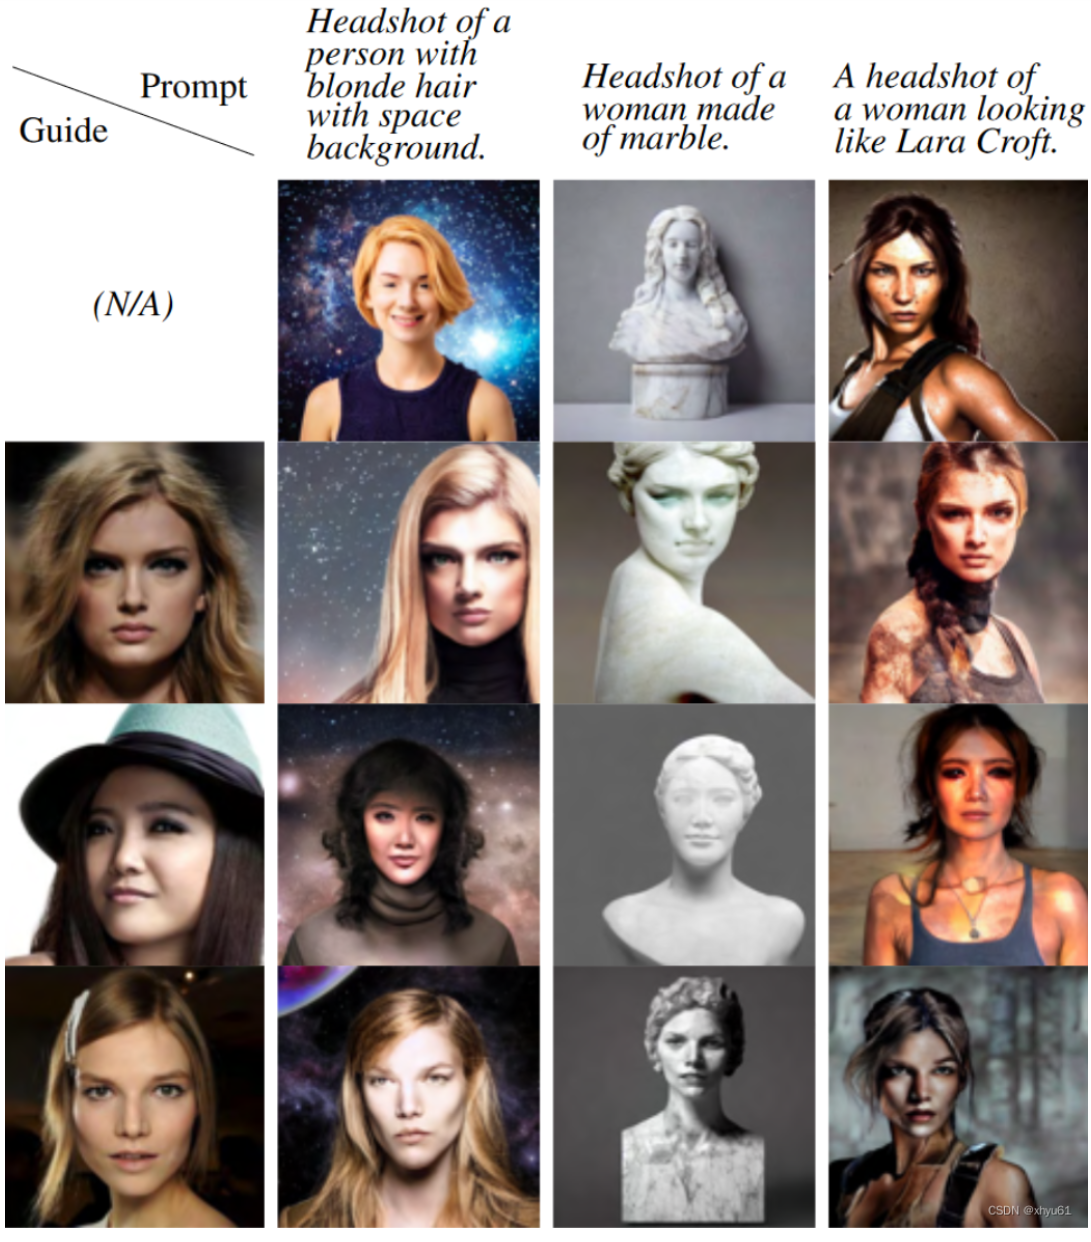 Prompt
Guide
Headshot of a
person with
blonde hair
with space
background.
Headshot of a
woman made
of marble.
A headshot of
a woman looking
like Lara Croft.
(N/A)
CSDN @xhyu61